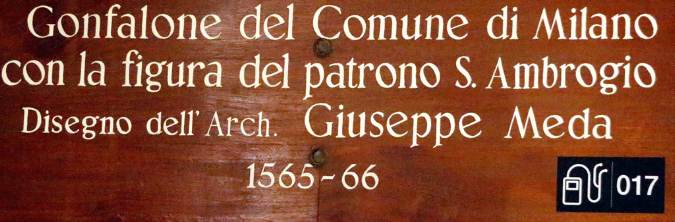 Gonfalone del Comune di Milano
con la figura del patrono S. Ambrogio
Disegno dell' Arch. Giuseppe Meda
1565-66
017